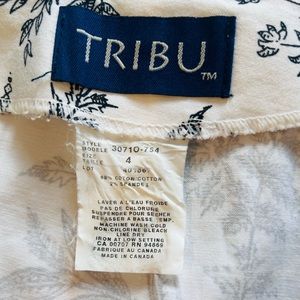 TRIBU
TM
STYLE
MODELE 30710-754
SIZE
TAILLE 4
LOT
98% COTON COTTON
2% SPANDEX
LAVER A L'EAU FROIDE
PAS DE CHLORURE
SUSPENDRE POUR SECHER
REPASSER A BASSE TEMP.
MACHINE WASH COLD
NON-CHLORINE BLEACH
LINE DRY
IRON AT LOW SETTING
CA 00707 RN 94669
FABRIQUE AU CANADA
MADE IN CANADA